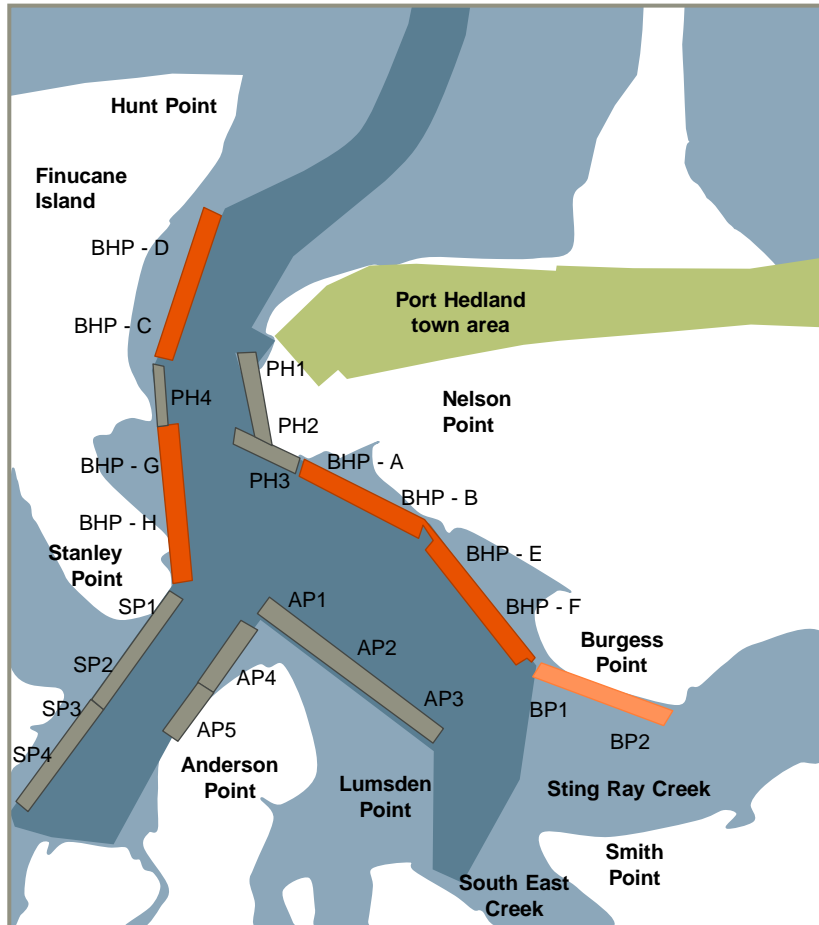 Hunt Point
Finucane
Island
BHP - D
BHP - C
Port Hedland
town area
PH1
PH4
Nelson
Point
PH2
BHP - A
BHP - G
PH3
BHP - B
BHP - H
BHP - E
Stanley
Point
SP1
AP1
BHP - F
AP2
Burgess
Point
SP2
AP4
SP3
AP3
BP1
AP5
BP2
SP4
Anderson
Point
Lumsden
Point
Sting Ray Creek
Smith
Point
South East
Creek